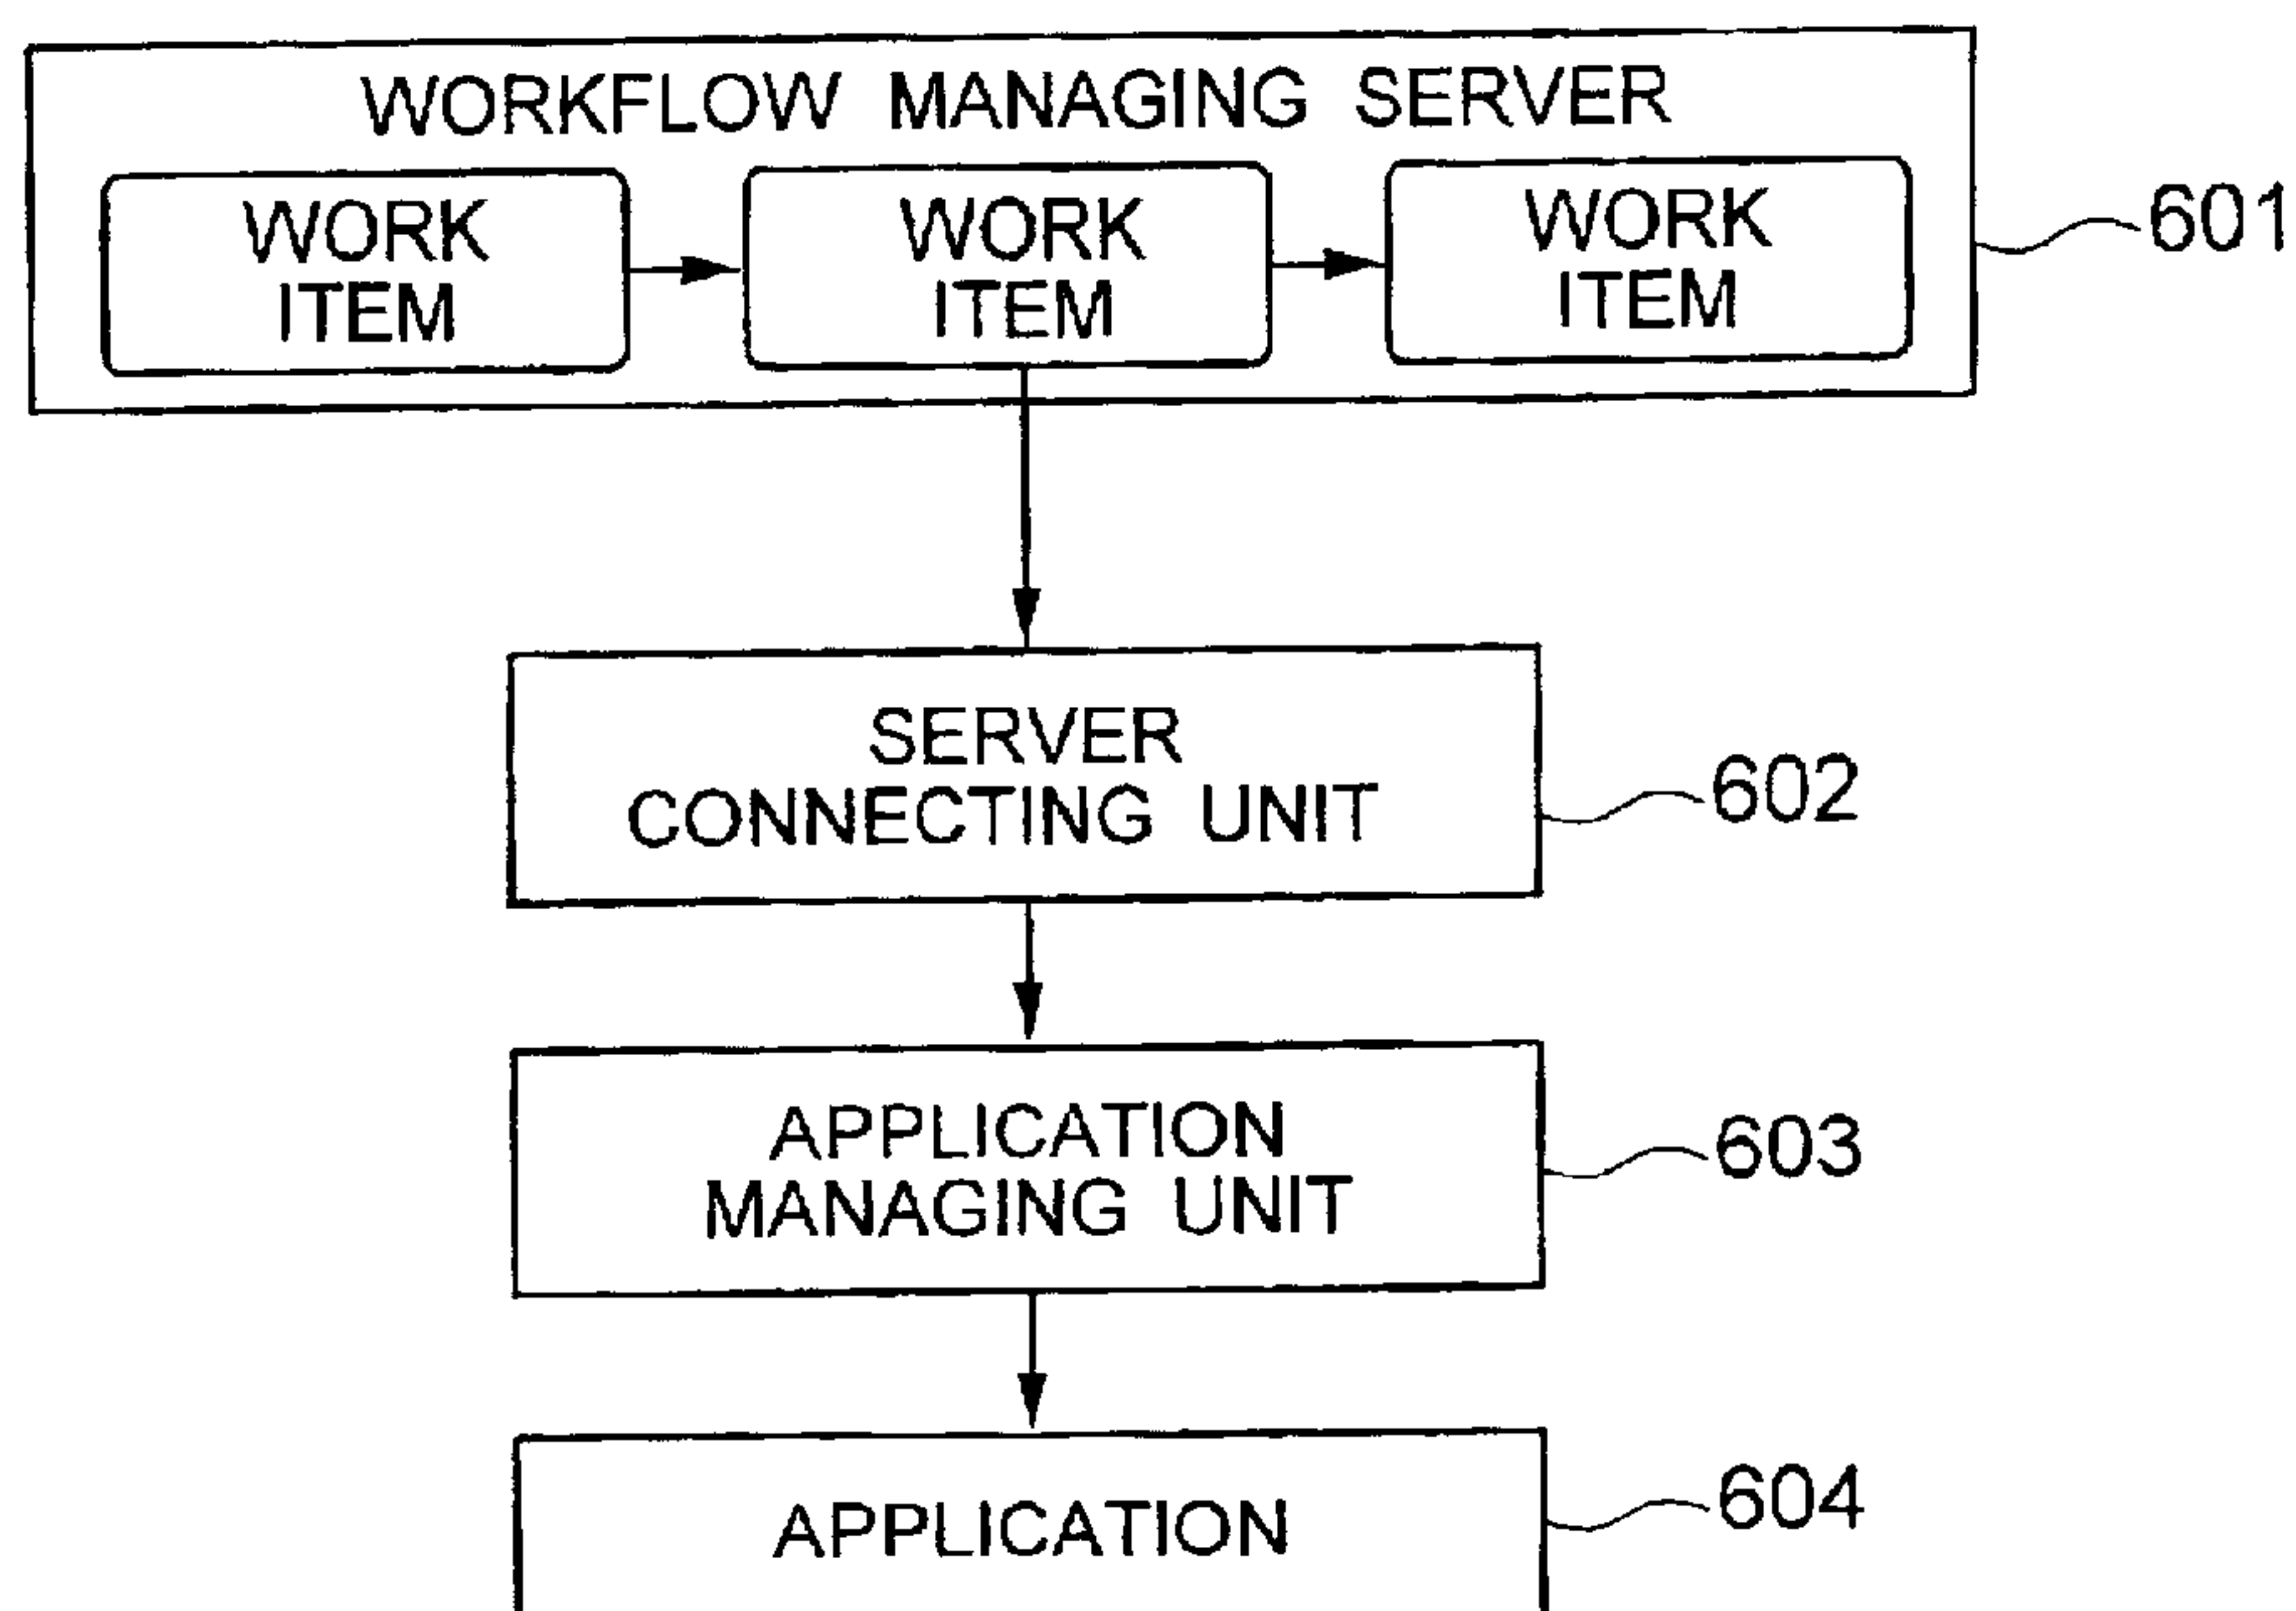 WORKFLOW MANAGING SERVER
WORK
ITEM
WORK
ITEM
WORK
ITEM
601
SERVER
CONNECTING UNIT
602
APPLICATION
MANAGING UNIT
603
APPLICATION
604